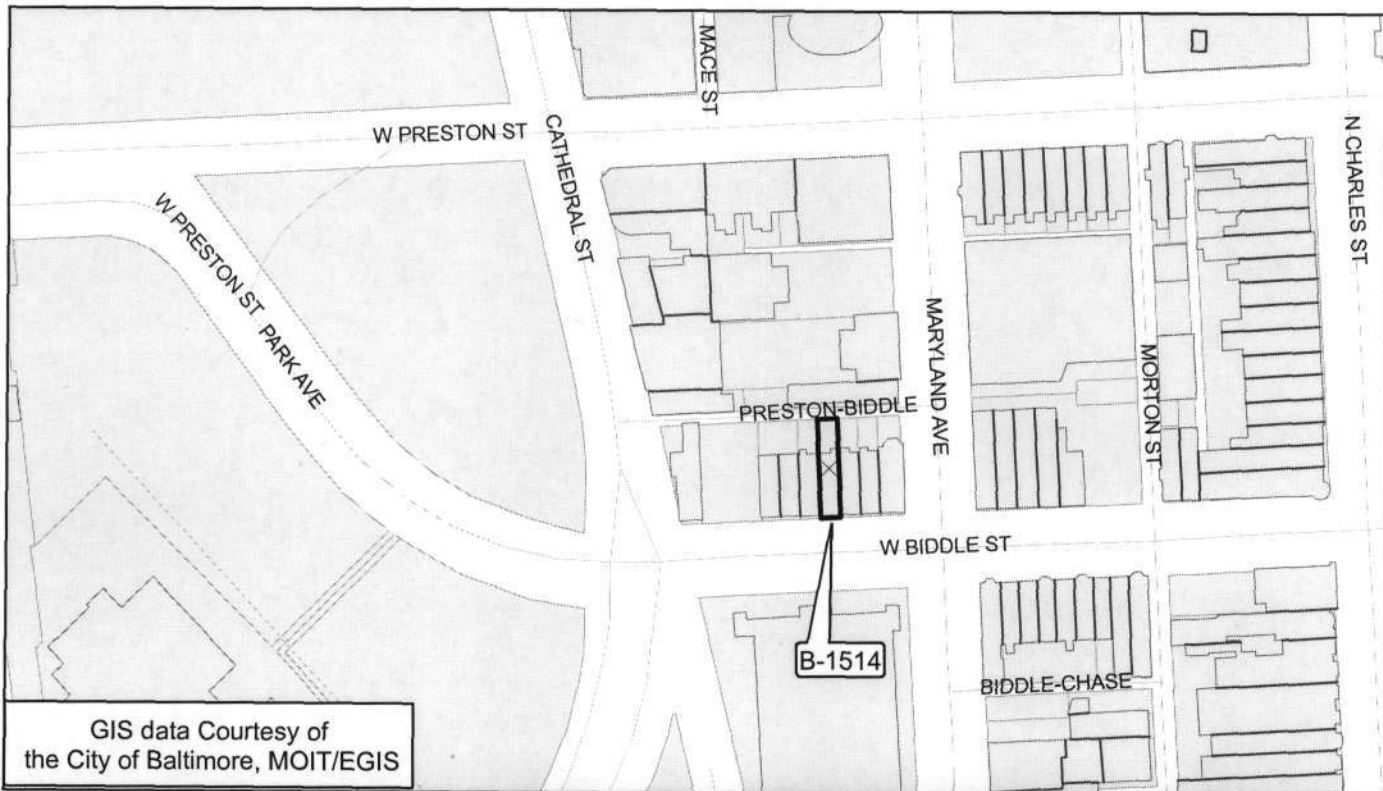 MACE ST
W PRESTON ST
CATHEDRAL ST
N CHARLES ST
W PRESTON ST PARK AVE
MARYLAND AVE
MORTON ST
PRESTON-BIDDLE
W BIDDLE ST
B-1514
BIDDLE-CHASE
GIS data Courtesy of
the City of Baltimore, MOIT/EGIS